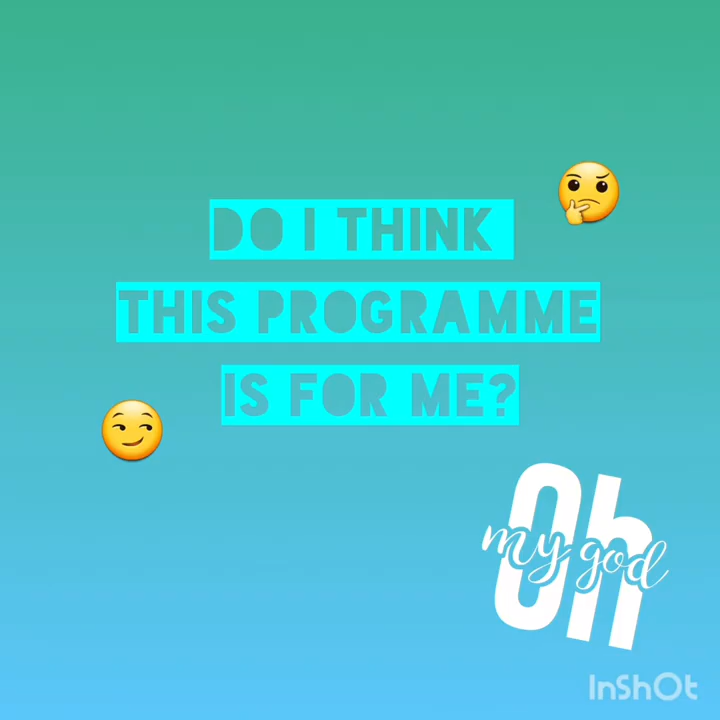 DO I THINK
THIS PROGRAMME
IS FOR ME?
Oh
my god
InShOt